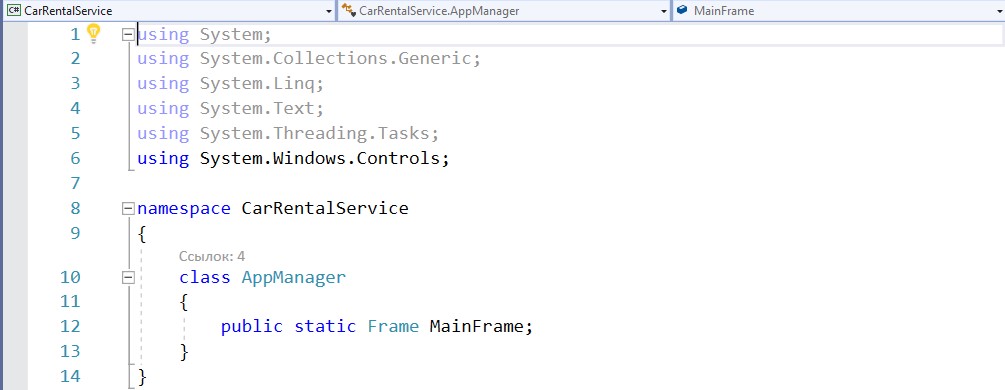 C# CarRentalService CarRentalService.AppManager MainFrame
1 using System;
2 using System.Collections.Generic;
3 using System.Linq;
4 using System.Text;
5 using System.Threading.Tasks;
6 using System.Windows.Controls;
7
8 namespace CarRentalService
9 {
Ссылок: 4
10 class AppManager
11 {
12 public static Frame MainFrame;
13 }
14 }